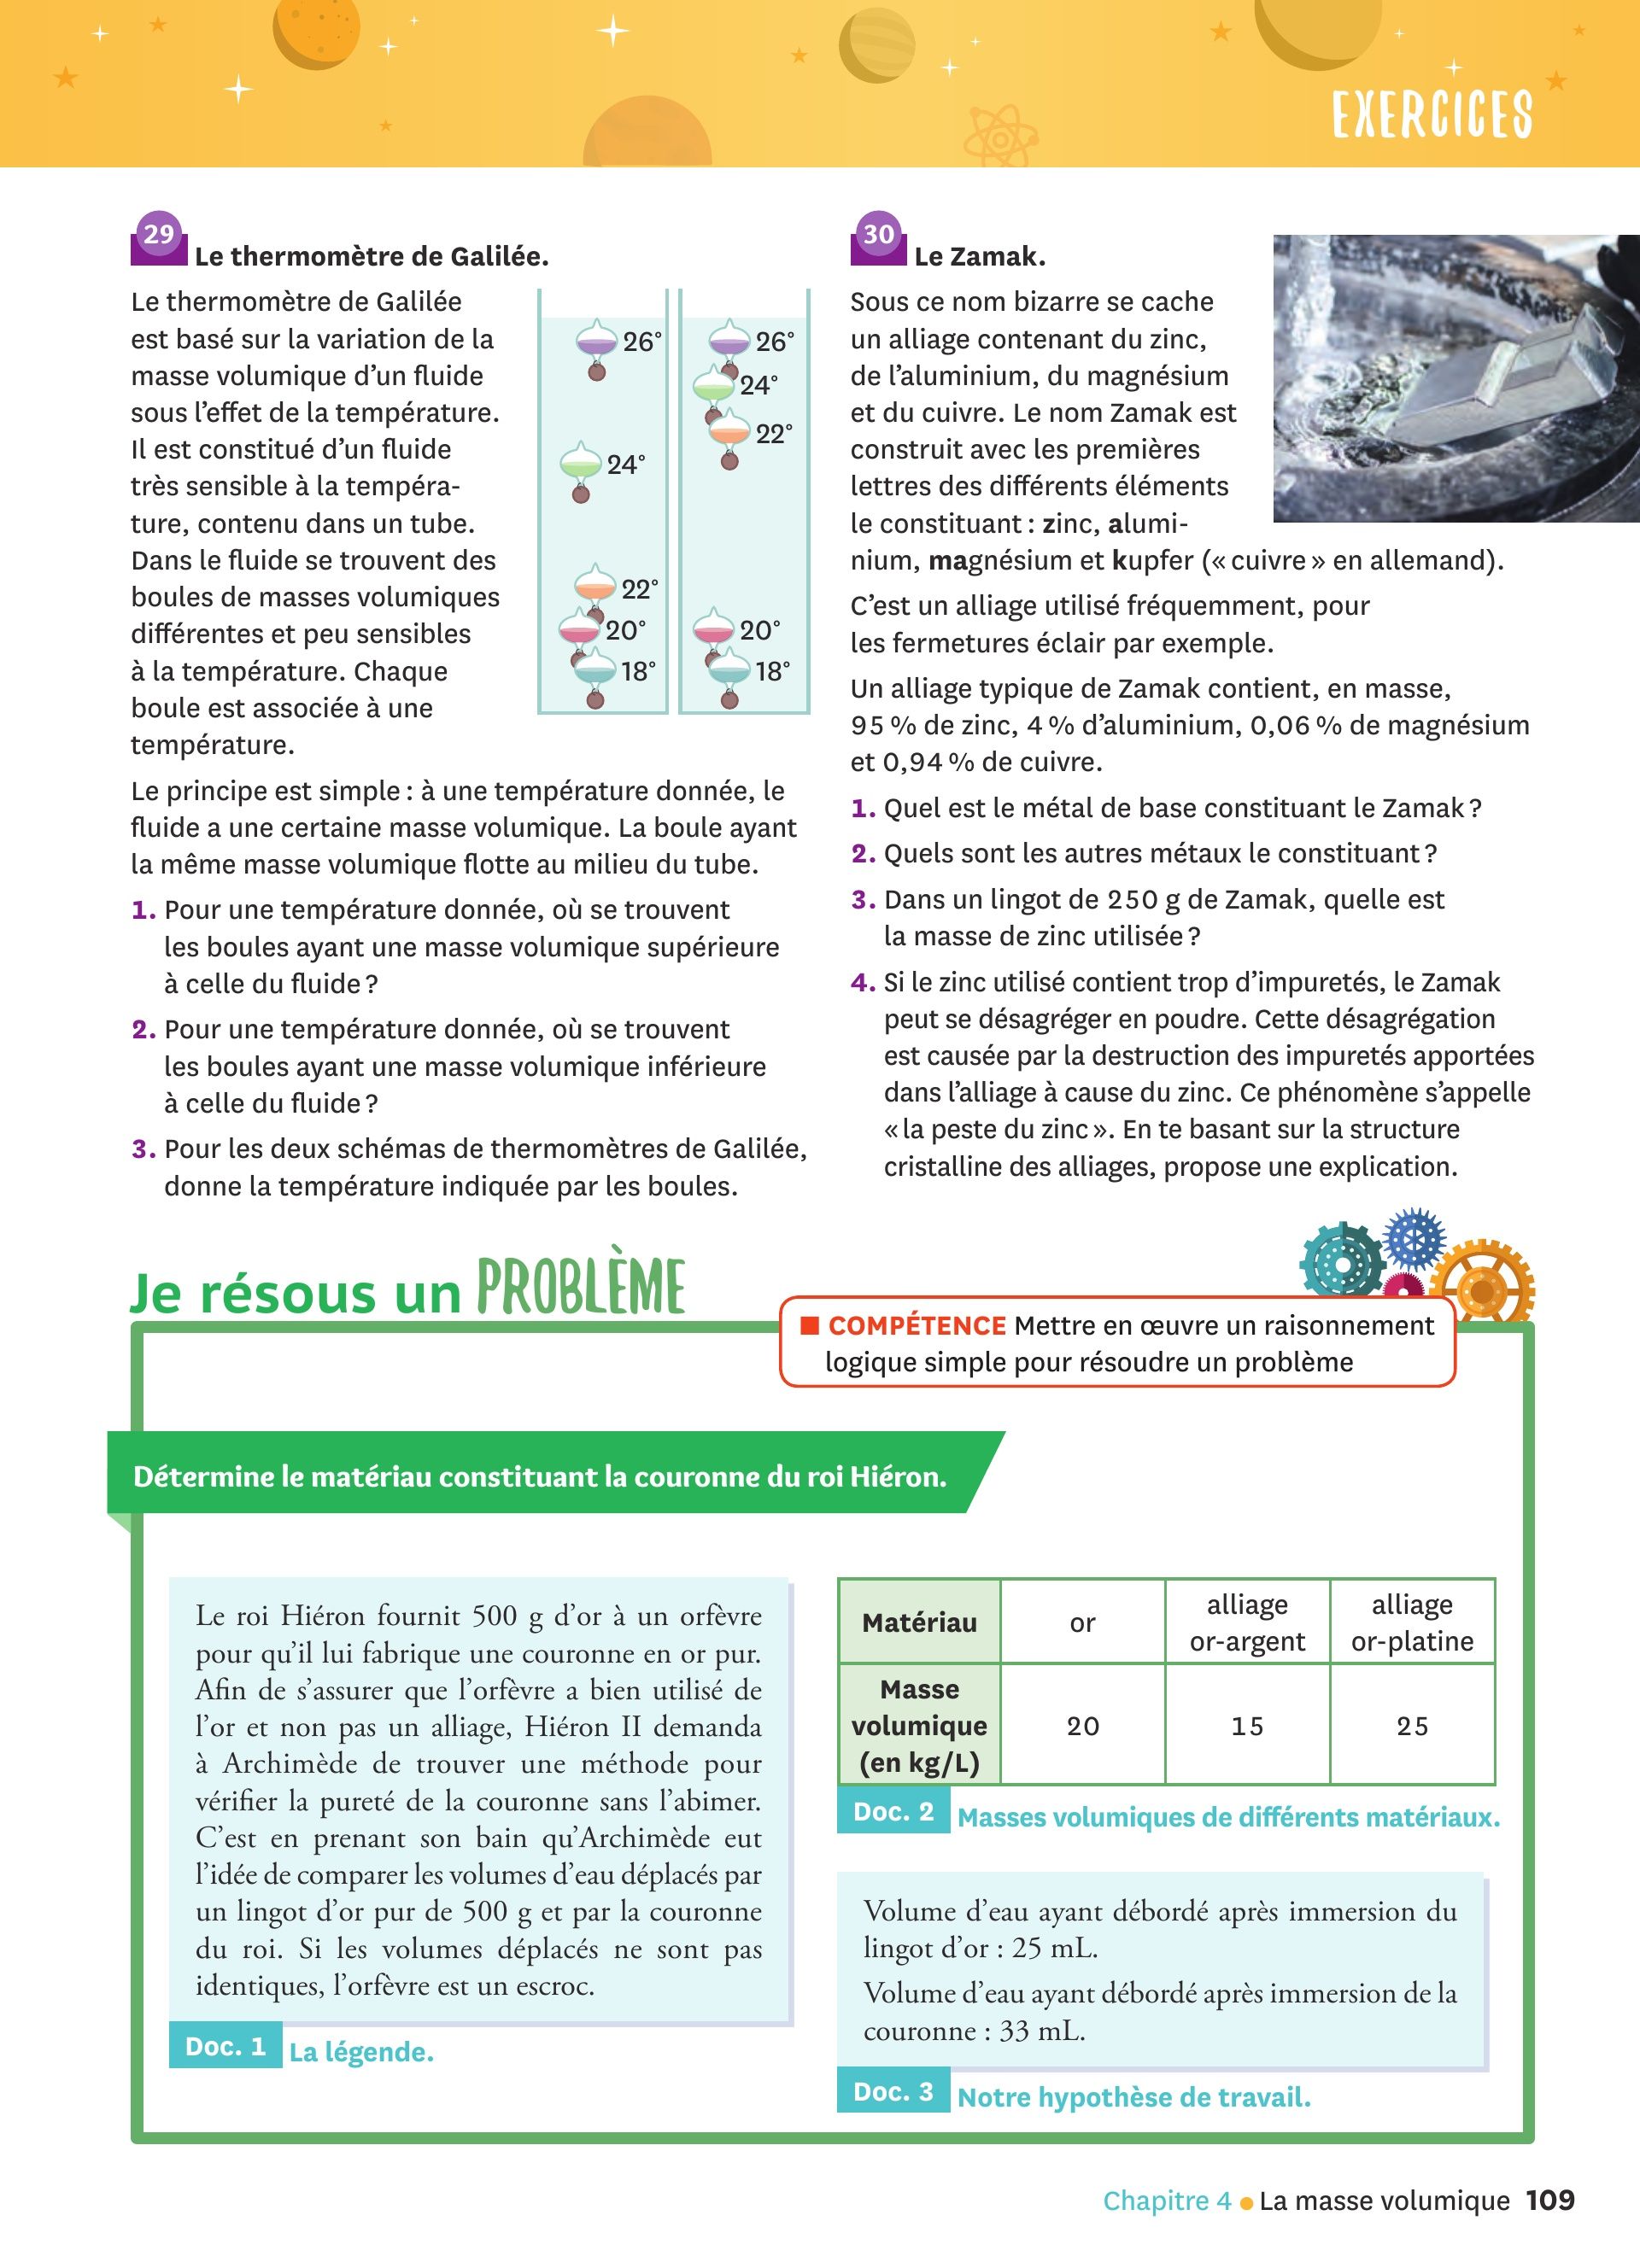 EXERCICES
29 Le thermomètre de Galilée.
Le thermomètre de Galilée
est basé sur la variation de la
masse volumique d’un fluide
sous l’effet de la température.
Il est constitué d’un fluide
très sensible à la tempéra-
ture, contenu dans un tube.
Dans le fluide se trouvent des
boules de masses volumiques
différentes et peu sensibles
à la température. Chaque
boule est associée à une
température.
26°
24°
22°
20°
18°
26°
24°
22°
20°
18°
Le principe est simple : à une température donnée, le
fluide a une certaine masse volumique. La boule ayant
la même masse volumique flotte au milieu du tube.
1. Pour une température donnée, où se trouvent
les boules ayant une masse volumique supérieure
à celle du fluide ?
2. Pour une température donnée, où se trouvent
les boules ayant une masse volumique inférieure
à celle du fluide ?
3. Pour les deux schémas de thermomètres de Galilée,
donne la température indiquée par les boules.
30 Le Zamak.
Sous ce nom bizarre se cache
un alliage contenant du zinc,
de l’aluminium, du magnésium
et du cuivre. Le nom Zamak est
construit avec les premières
lettres des différents éléments
le constituant : zinc, alumi-
nium, magnésium et kupfer (« cuivre » en allemand).
C’est un alliage utilisé fréquemment, pour
les fermetures éclair par exemple.
Un alliage typique de Zamak contient, en masse,
95 % de zinc, 4 % d’aluminium, 0,06 % de magnésium
et 0,94 % de cuivre.
1. Quel est le métal de base constituant le Zamak ?
2. Quels sont les autres métaux le constituant ?
3. Dans un lingot de 250 g de Zamak, quelle est
la masse de zinc utilisée ?
4. Si le zinc utilisé contient trop d’impuretés, le Zamak
peut se désagréger en poudre. Cette désagrégation
est causée par la destruction des impuretés apportées
dans l’alliage à cause du zinc. Ce phénomène s’appelle
« la peste du zinc ». En te basant sur la structure
cristalline des alliages, propose une explication.
Je résous un PROBLÈME
COMPÉTENCE Mettre en œuvre un raisonnement
logique simple pour résoudre un problème
Détermine le matériau constituant la couronne du roi Hiéron.
Le roi Hiéron fournit 500 g d’or à un orfèvre
pour qu’il lui fabrique une couronne en or pur.
Afin de s’assurer que l’orfèvre a bien utilisé de
l’or et non pas un alliage, Hiéron II demanda
à Archimède de trouver une méthode pour
vérifier la pureté de la couronne sans l’abimer.
C’est en prenant son bain qu’Archimède eut
l’idée de comparer les volumes d’eau déplacés par
un lingot d’or pur de 500 g et par la couronne
du roi. Si les volumes déplacés ne sont pas
identiques, l’orfèvre est un escroc.
Doc. 1 La légende.
Matériau
or
alliage
or-argent
alliage
or-platine
Masse
volumique
(en kg/L)
20
15
25
Doc. 2 Masses volumiques de différents matériaux.
Volume d’eau ayant débordé après immersion du
lingot d’or : 25 mL.
Volume d’eau ayant débordé après immersion de la
couronne : 33 mL.
Doc. 3 Notre hypothèse de travail.
Chapitre 4 La masse volumique 109